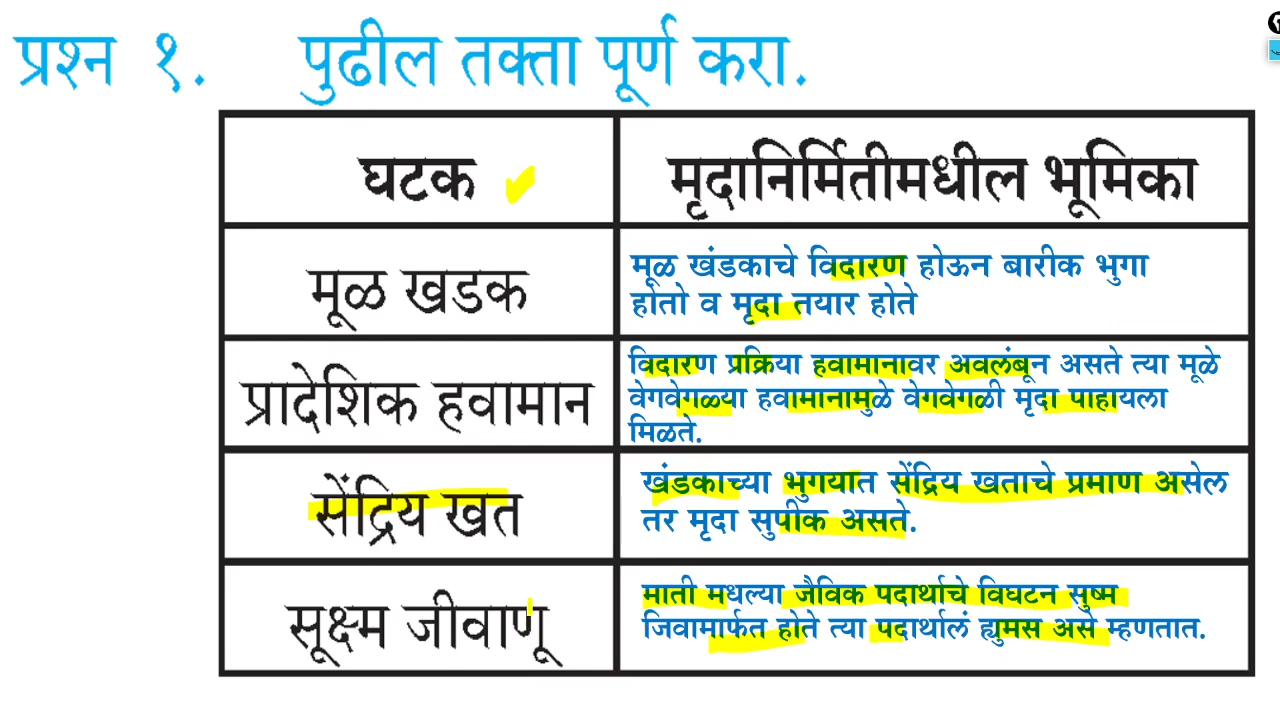 प्रश्न १. पुढील तक्ता पूर्ण करा.
घटक मृदानिर्मितीमधील भूमिका
मूळ खडक
मूळ खंडकाचे विदारण होऊन बारीक भुगा
होतो व मृदा तयार होते
प्रादेशिक हवामान
विदारण प्रक्रिया हवामानावर अवलंबून असते त्या मूळे
वेगवेगळ्या हवामानामुळे वेगवेगळी मृदा पाहायला
मिळते.
सेंद्रिय खत
खंडकाच्या भुगयात सेंद्रिय खताचे प्रमाण असेल
तर मृदा सुपीक असते.
सूक्ष्म जीवाणू
माती मधल्या जैविक पदार्थाचे विघटन सुष्म
जिवामार्फत होते त्या पदार्थालं ह्युमस असे म्हणतात.